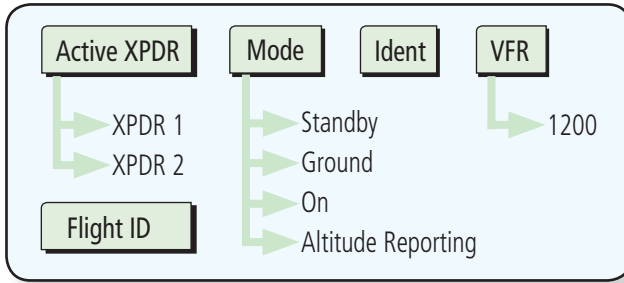 Active XPDR
XPDR 1
XPDR 2
Flight ID
Mode
Standby
Ground
On
Altitude Reporting
Ident
VFR
1200